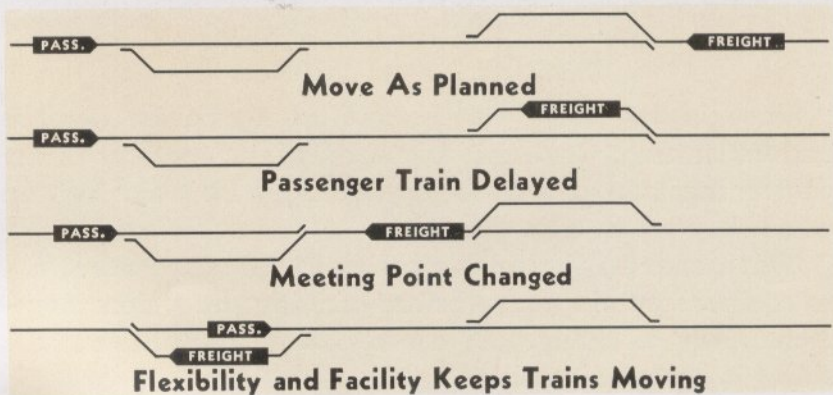 PASS. FREIGHT
Move As Planned
FREIGHT
PASS.
Passenger Train Delayed
PASS. FREIGHT
Meeting Point Changed
PASS.
FREIGHT
Flexibility and Facility Keeps Trains Moving